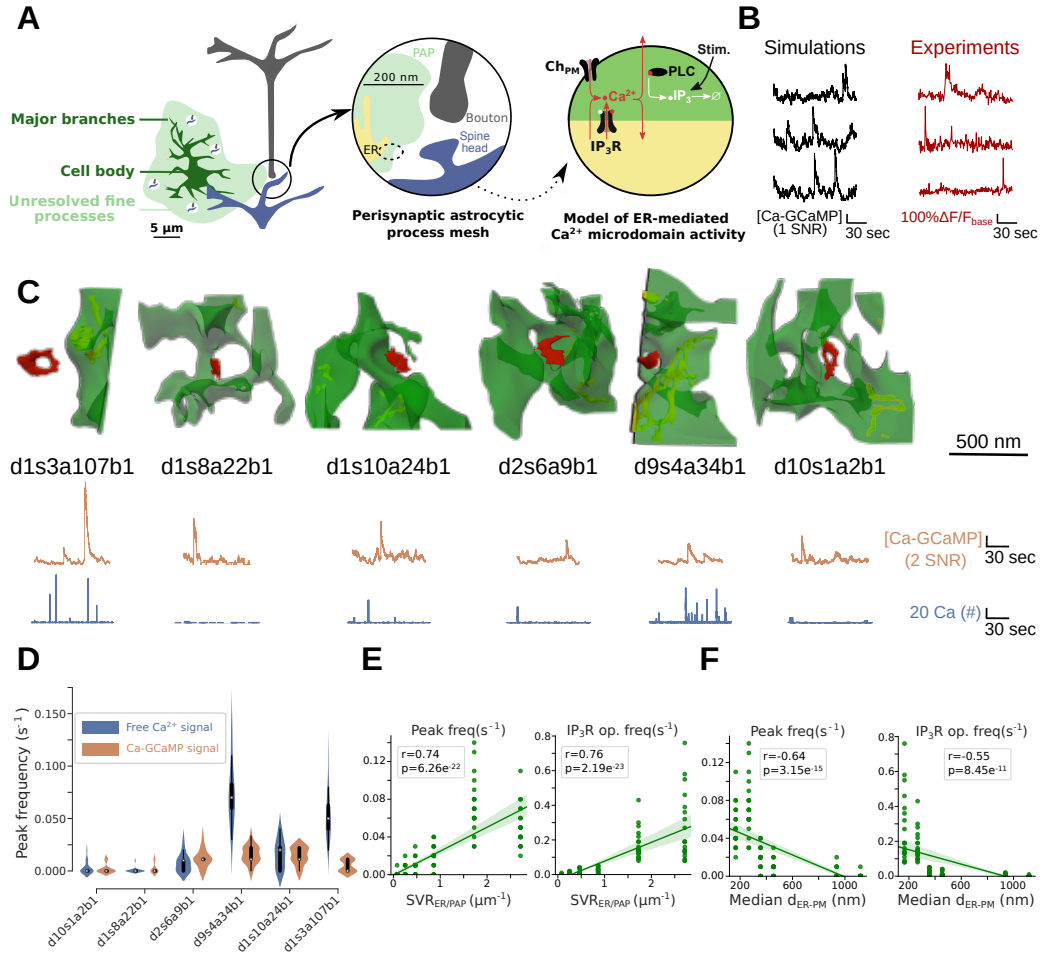 A
Major branches
Cell body
Unresolved fine
processes
5 µm
PAP
200 nm
Bouton
ER
Spine
head
Perisynaptic astrocytic
process mesh
Stim.
Ch_PM
PLC
Ca²⁺
IP₃
∅
IP₃R
Model of ER-mediated
Ca²⁺ microdomain activity
B
Simulations
Experiments
[Ca-GCaMP]
(1 SNR)
30 sec
100%ΔF/F_base
30 sec
C
d1s3a107b1
d1s8a22b1
d1s10a24b1
d2s6a9b1
d9s4a34b1
d10s1a2b1
500 nm
[Ca-GCaMP]
(2 SNR)
30 sec
20 Ca (#)
30 sec
D
Peak frequency (s⁻¹)
0.150
0.100
0.050
0.000
Free Ca²⁺ signal
Ca-GCaMP signal
d10s1a2b1
d1s8a22b1
d2s6a9b1
d9s4a34b1
d1s10a24b1
d1s3a107b1
E
Peak freq(s⁻¹)
r=0.74
p=6.26e⁻²²
0.12
0.08
0.04
0.00
0
1
2
SVR_ER/PAP (µm⁻¹)
IP₃R op. freq(s⁻¹)
r=0.76
p=2.19e⁻²³
0.8
0.6
0.4
0.2
0.0
0
1
2
SVR_ER/PAP (µm⁻¹)
F
Peak freq(s⁻¹)
r=-0.64
p=3.15e⁻¹⁵
0.12
0.08
0.04
0.00
200
600
1000
Median d_ER-PM (nm)
IP₃R op. freq(s⁻¹)
r=-0.55
p=8.45e⁻¹¹
0.8
0.6
0.4
0.2
0.0
200
600
1000
Median d_ER-PM (nm)